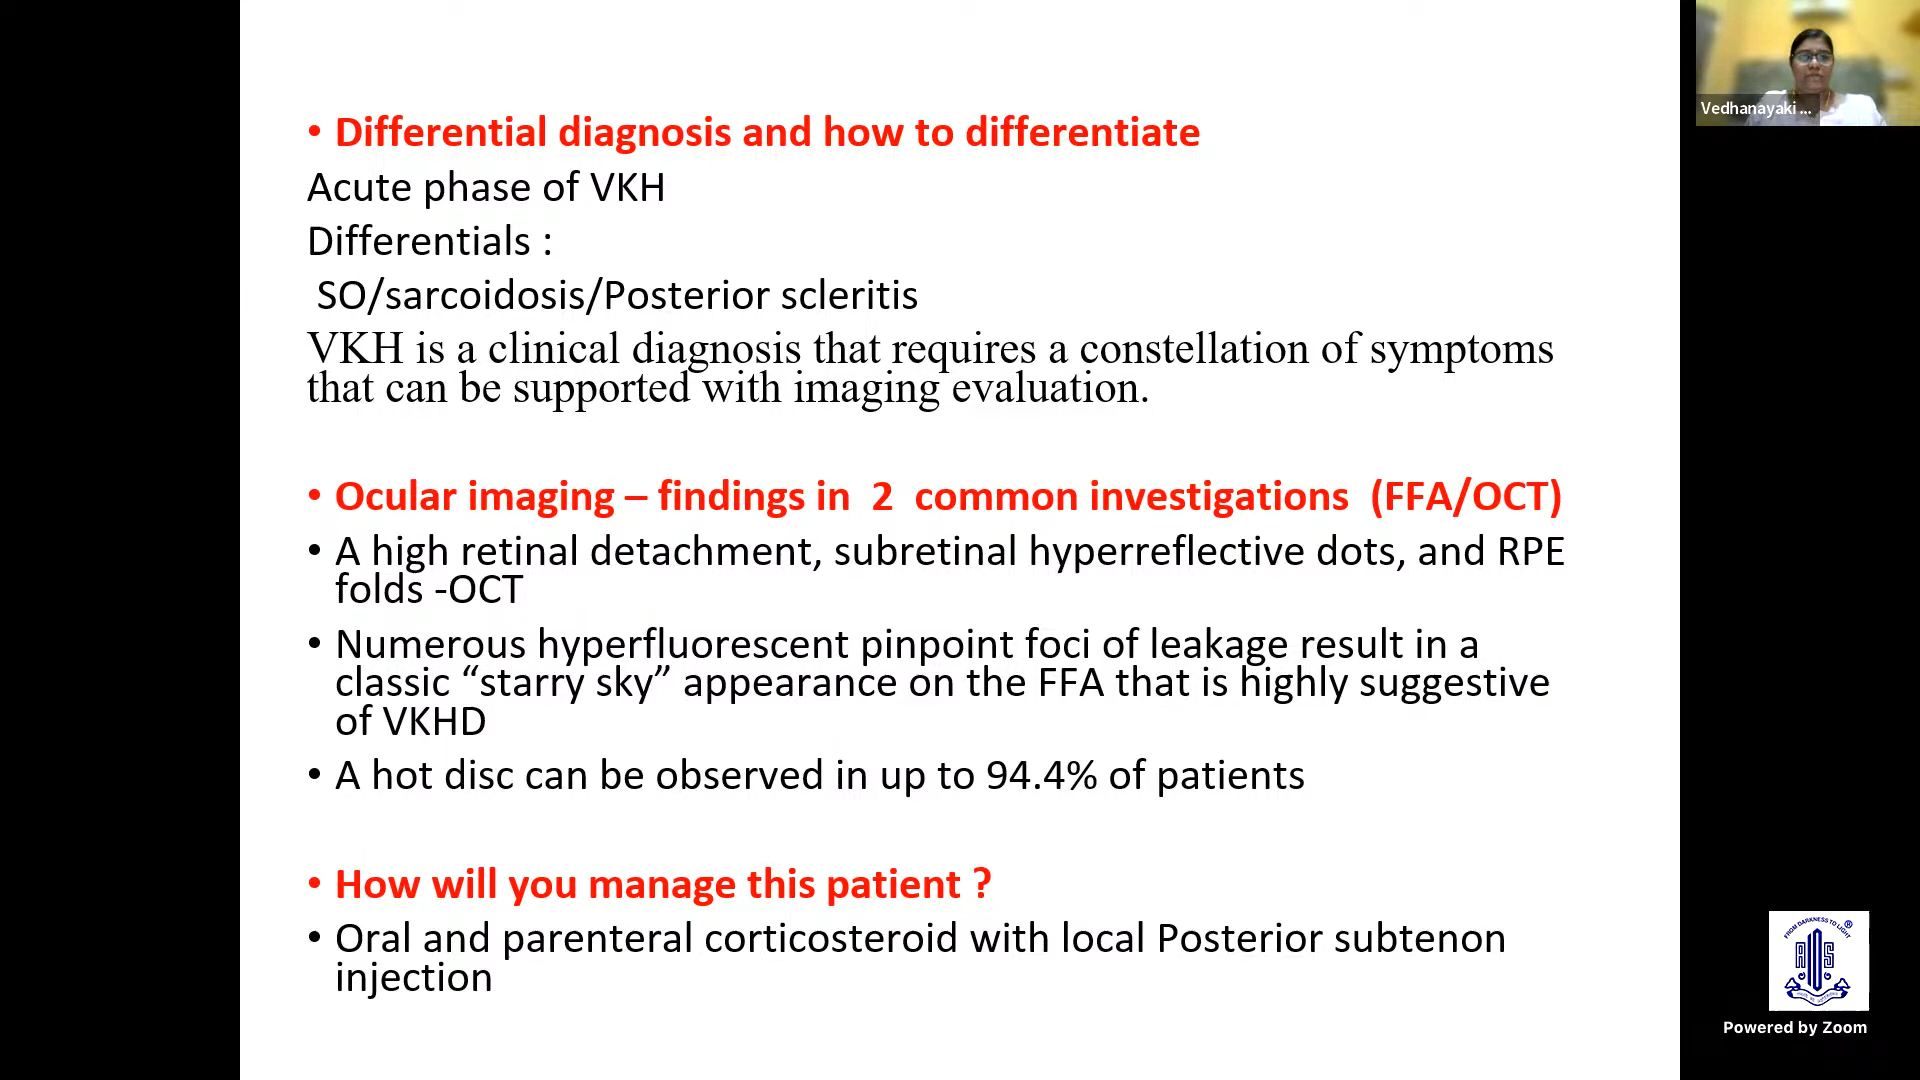 • Differential diagnosis and how to differentiate
Acute phase of VKH
Differentials :
SO/sarcoidosis/Posterior scleritis
VKH is a clinical diagnosis that requires a constellation of symptoms
that can be supported with imaging evaluation.
• Ocular imaging – findings in 2 common investigations (FFA/OCT)
• A high retinal detachment, subretinal hyperreflective dots, and RPE
folds -OCT
• Numerous hyperfluorescent pinpoint foci of leakage result in a
classic “starry sky” appearance on the FFA that is highly suggestive
of VKHD
• A hot disc can be observed in up to 94.4% of patients
• How will you manage this patient ?
• Oral and parenteral corticosteroid with local Posterior subtenon
injection
Vedhanayaki ...
FROM DARKNESS TO LIGHT ®
AIOS
Powered by Zoom